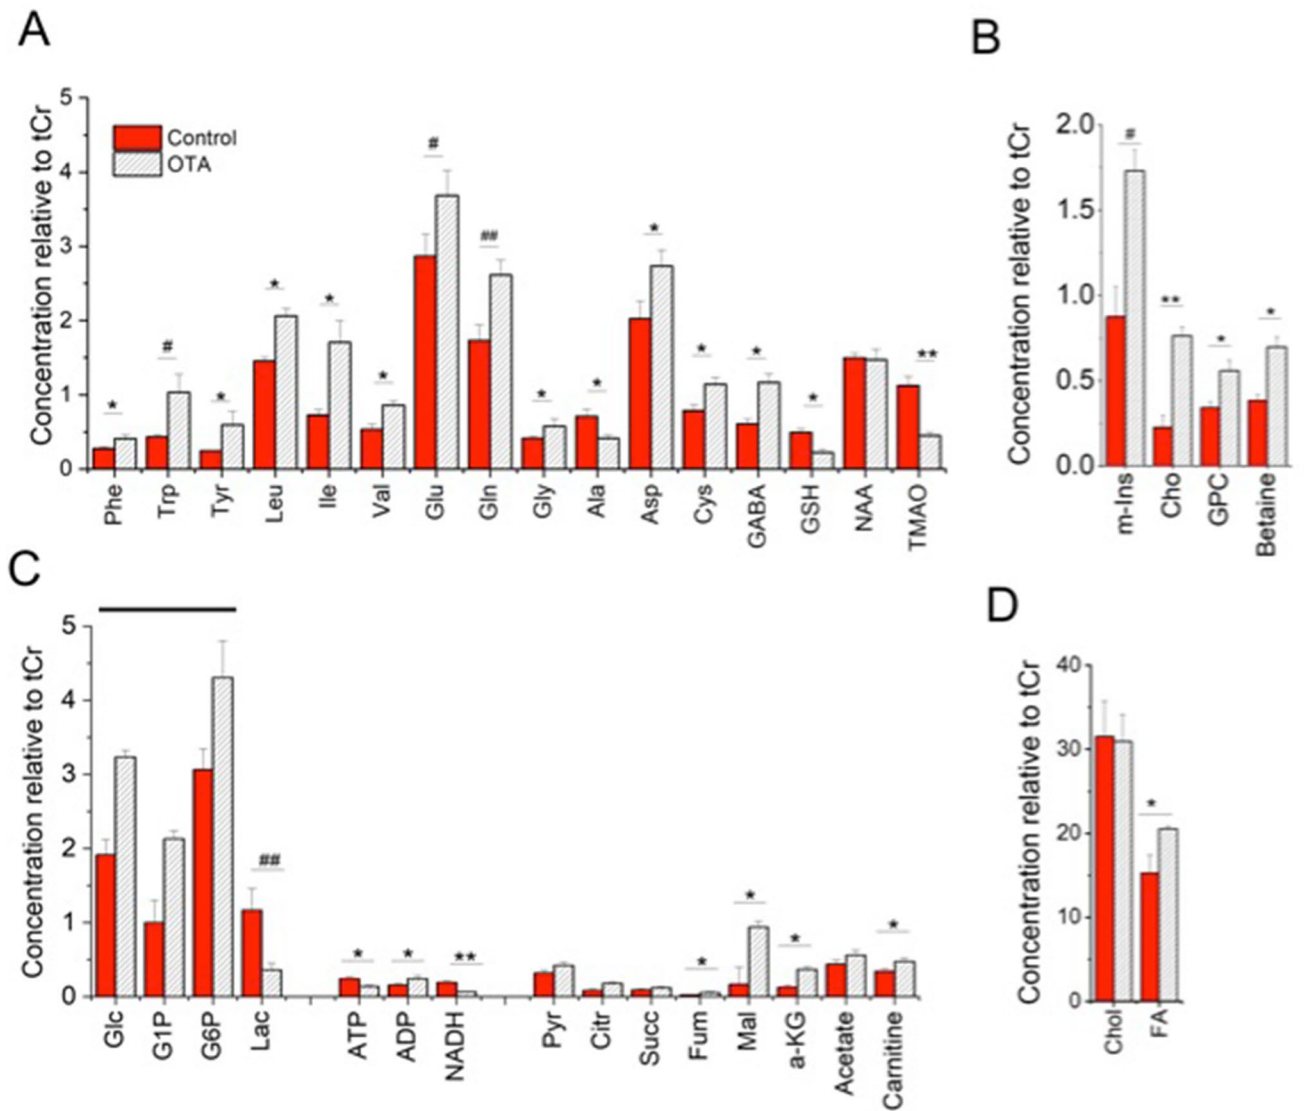 A
Concentration relative to tCr
5
4
3
2
1
0
Control
OTA
*
#
*
*
*
*
#
##
*
*
*
*
*
*
**
Phe
Trp
Tyr
Leu
Ile
Val
Glu
Gln
Gly
Ala
Asp
Cys
GABA
GSH
NAA
TMAO
B
Concentration relative to tCr
2.0
1.5
1.0
0.5
0.0
#
**
*
*
m-Ins
Cho
GPC
Betaine
C
Concentration relative to tCr
5
4
3
2
1
0
##
*
*
**
*
*
*
*
Glc
G1P
G6P
Lac
ATP
ADP
NADH
Pyr
Citr
Succ
Fum
Mal
a-KG
Acetate
Carnitine
D
Concentration relative to tCr
40
30
20
10
0
*
Chol
FA